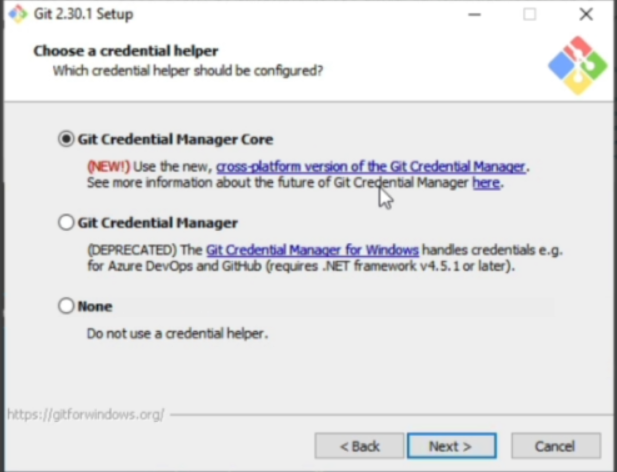 Git 2.30.1 Setup
Choose a credential helper
Which credential helper should be configured?
Git Credential Manager Core
(NEW!) Use the new, cross-platform version of the Git Credential Manager.
See more information about the future of Git Credential Manager here.
Git Credential Manager
(DEPRECATED) The Git Credential Manager for Windows handles credentials e.g.
for Azure DevOps and GitHub (requires .NET framework v4.5.1 or later).
None
Do not use a credential helper.
https://gitforwindows.org/
< Back
Next >
Cancel